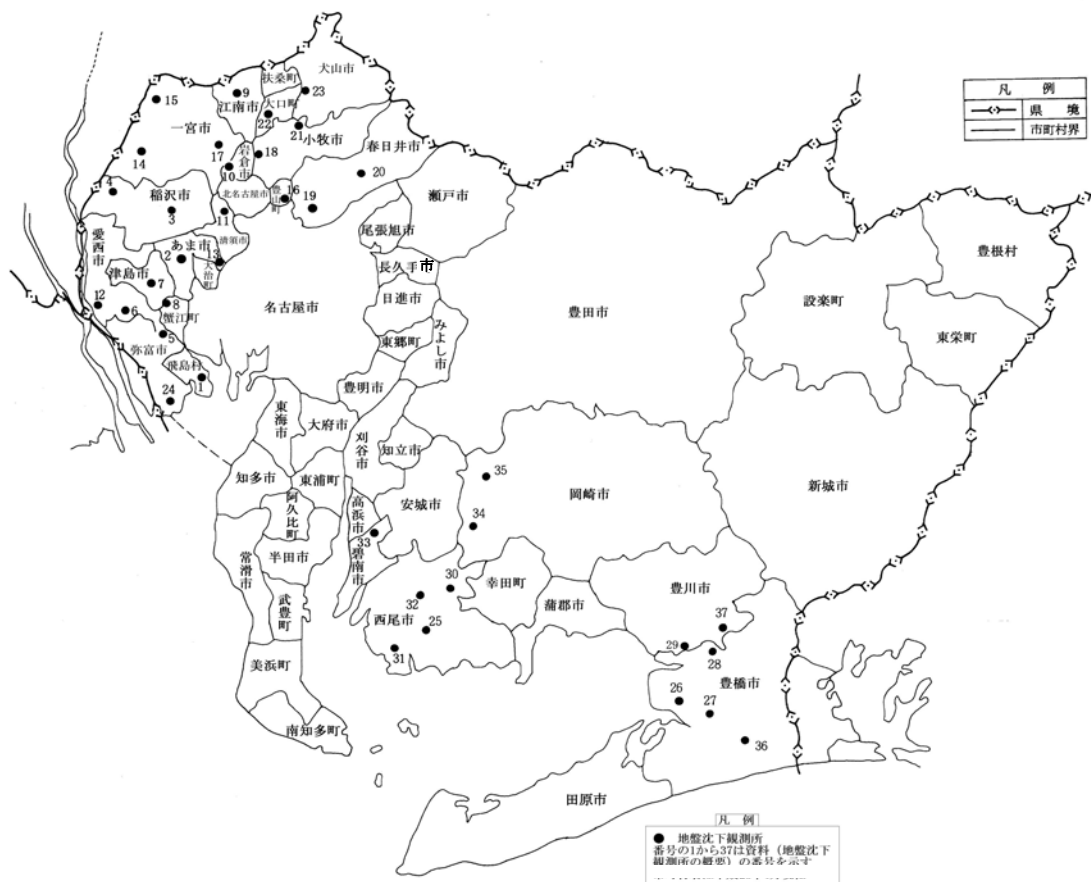 凡 例
県 境
市町村界
犬山市
扶桑町
23
9
江南市
大口町
22
15
一宮市
21
小牧市
春日井市
17
岩倉市
18
14
10
20
4
稲沢市
北名古屋市
豊山町
16
19
瀬戸市
3
11
尾張旭市
愛西市
あま市
2
清須市
13
大治町
長久手市
豊根村
津島市
7
設楽町
12
6
8
蟹江町
名古屋市
日進市
豊田市
みよし市
東栄町
5
弥富市
東郷町
飛島村
1
豊明市
24
東海市
大府市
刈谷市
知立市
知多市
東浦町
35
岡崎市
新城市
阿久比町
高浜市
安城市
34
33
常滑市
半田市
碧南市
30
幸田町
豊川市
武豊町
32
蒲郡市
西尾市
25
37
31
29
28
美浜町
豊橋市
26
27
南知多町
36
田原市
凡 例
地盤沈下観測所
番号の1から37は資料（地盤沈下
観測所の概要）の番号を示す